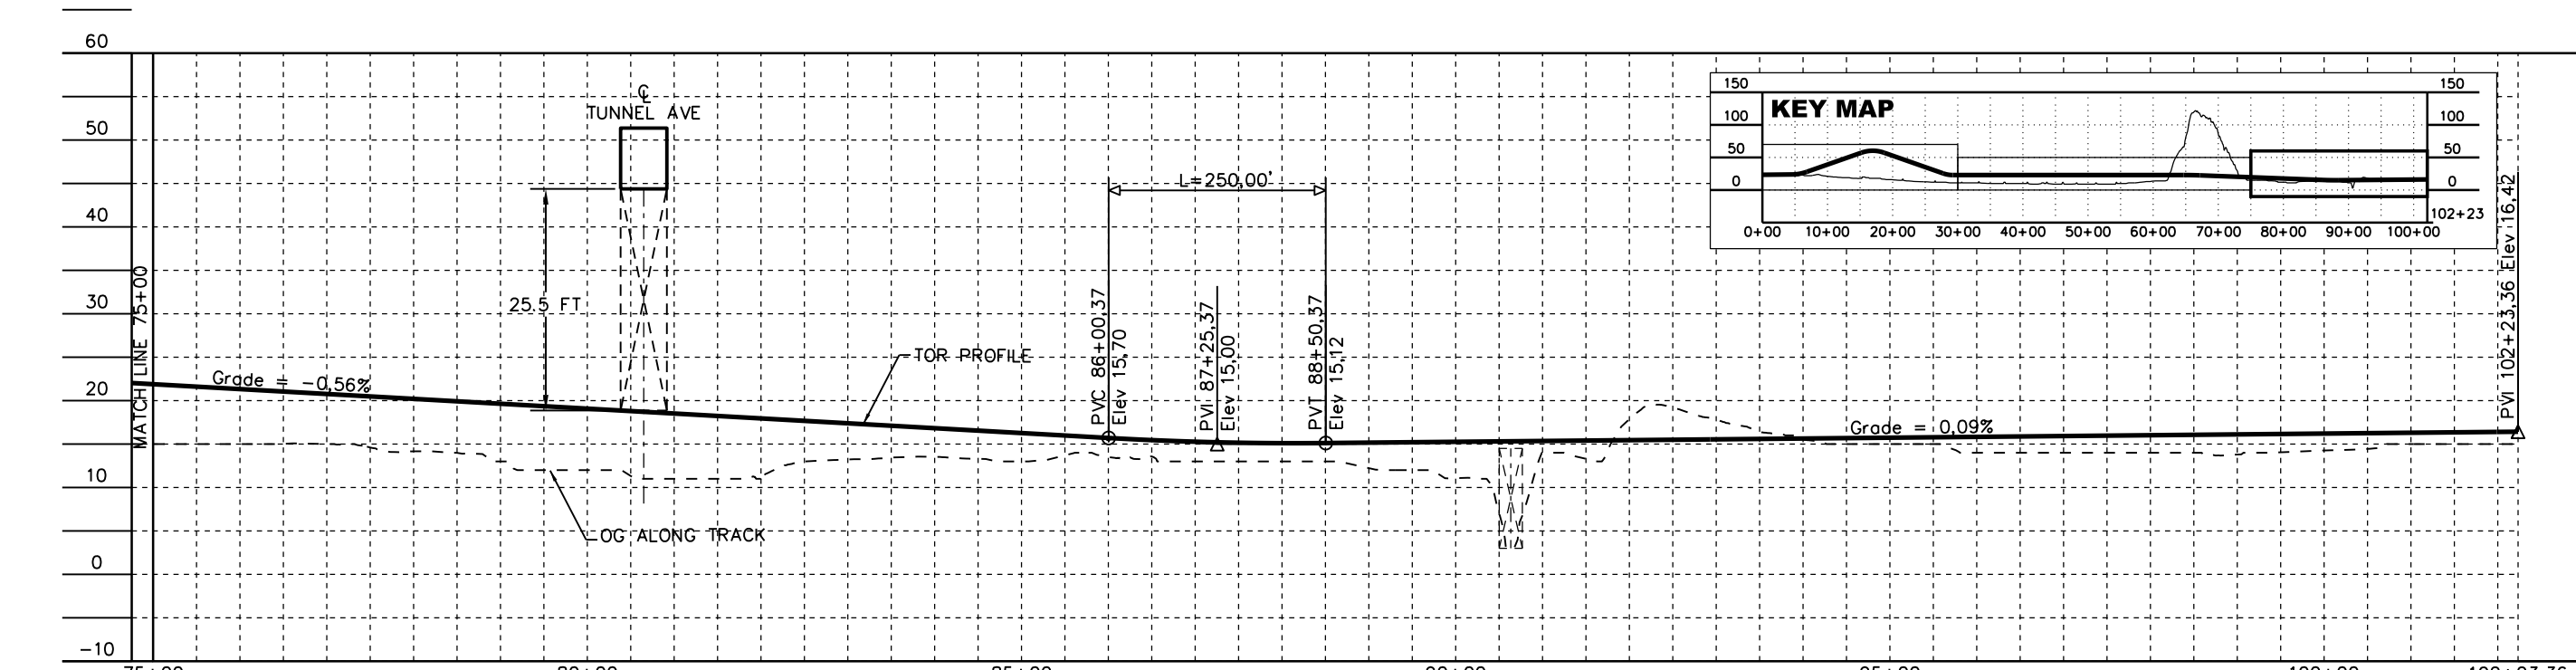 60
50
40
30
20
10
0
-10
MATCH LINE 75+00
Grade = -0.56%
℄
TUNNEL AVE
25.5 FT
OG ALONG TRACK
TOR PROFILE
L=250.00'
PVC 86+00.37
Elev 15.70
PVI 87+25.37
Elev 15.00
PVT 88+50.37
Elev 15.12
Grade = 0.09%
PVI 102+23.36 Elev 16.42
KEY MAP
150
100
50
0
150
100
50
0
102+23
0+00 10+00 20+00 30+00 40+00 50+00 60+00 70+00 80+00 90+00 100+00